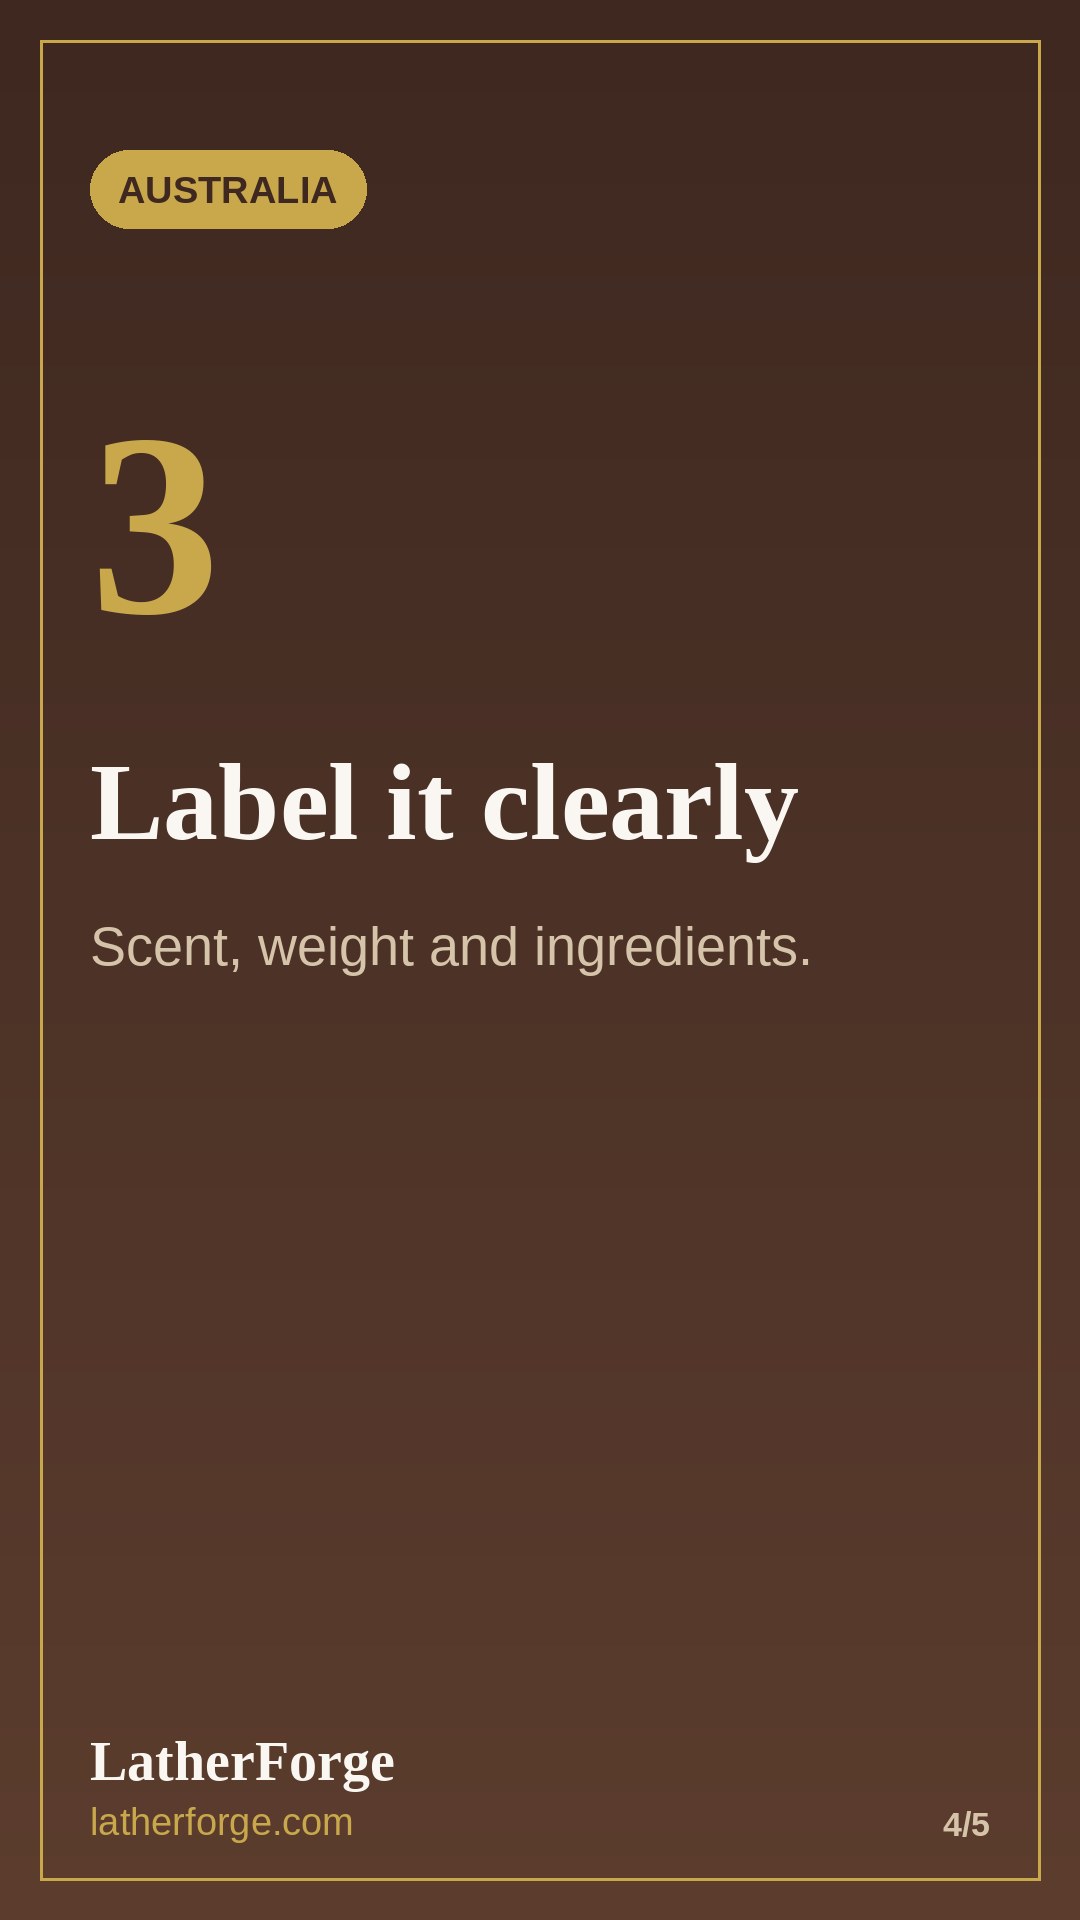 AUSTRALIA
3
Label it clearly
Scent, weight and ingredients.
LatherForge
latherforge.com
4/5